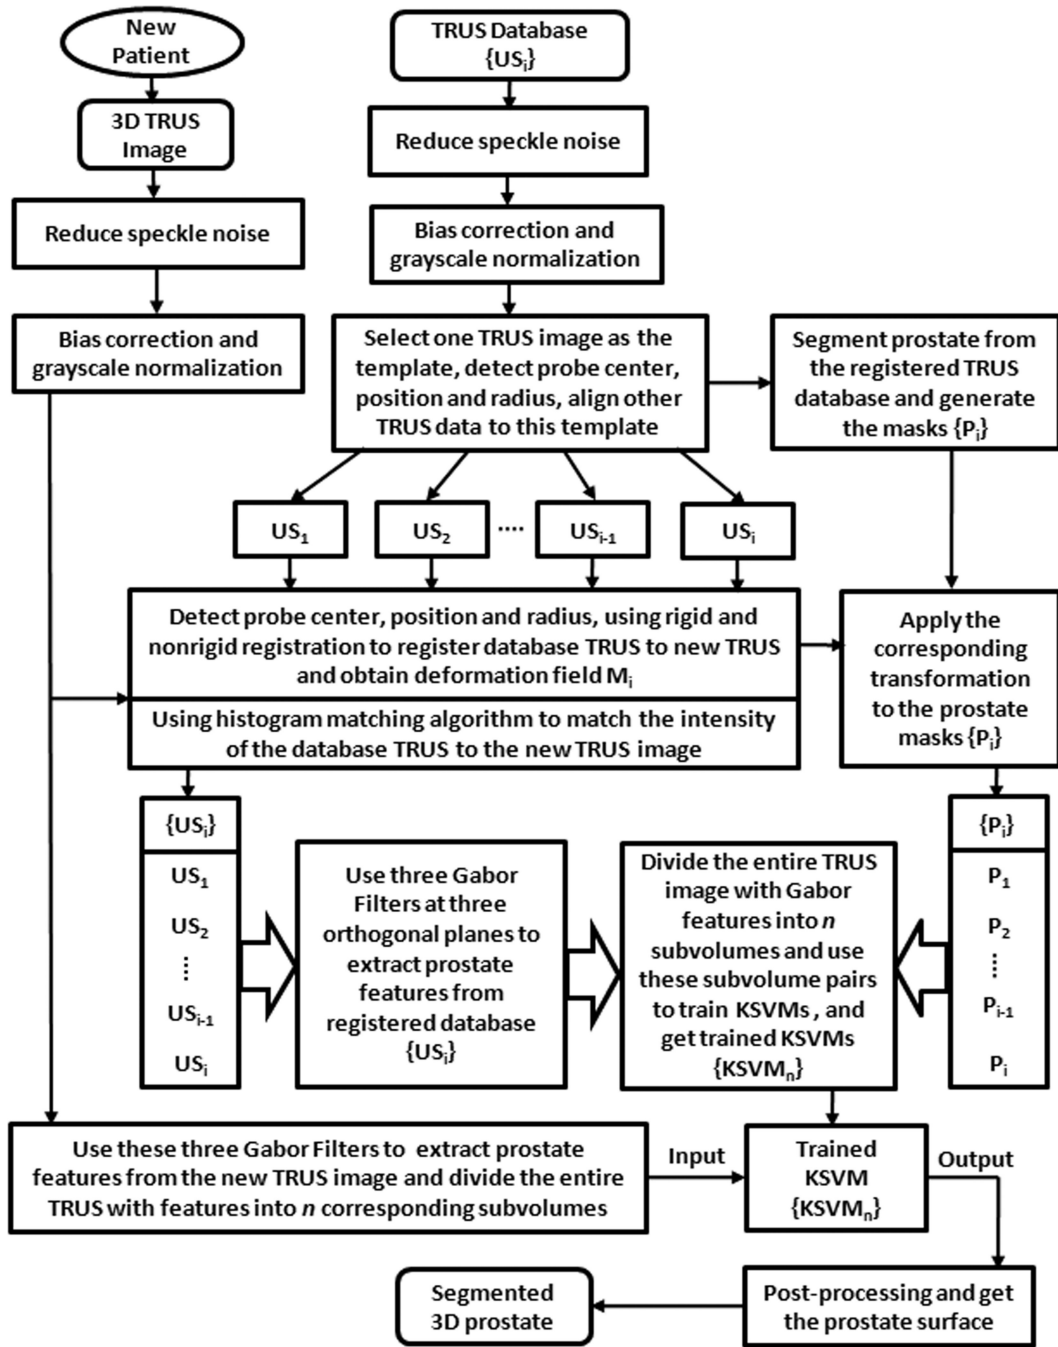 New
Patient
3D TRUS
Image
Reduce speckle noise
Bias correction and
grayscale normalization
TRUS Database
{USᵢ}
Reduce speckle noise
Bias correction and
grayscale normalization
Select one TRUS image as the
template, detect probe center,
position and radius, align other
TRUS data to this template
Segment prostate from
the registered TRUS
database and generate
the masks {Pᵢ}
US₁
US₂
....
USᵢ₋₁
USᵢ
Detect probe center, position and radius, using rigid and
nonrigid registration to register database TRUS to new TRUS
and obtain deformation field Mᵢ
Using histogram matching algorithm to match the intensity
of the database TRUS to the new TRUS image
Apply the
corresponding
transformation
to the prostate
masks {Pᵢ}
{USᵢ}
US₁
US₂
....
USᵢ₋₁
USᵢ
Use three Gabor
Filters at three
orthogonal planes to
extract prostate
features from
registered database
{USᵢ}
Divide the entire TRUS
image with Gabor
features into n
subvolumes and use
these subvolume pairs
to train KSVMs , and
get trained KSVMs
{KSVMₙ}
{Pᵢ}
P₁
P₂
....
Pᵢ₋₁
Pᵢ
Use these three Gabor Filters to extract prostate
features from the new TRUS image and divide the entire
TRUS with features into n corresponding subvolumes
Input
Trained
KSVM
{KSVMₙ}
Output
Post-processing and get
the prostate surface
Segmented
3D prostate